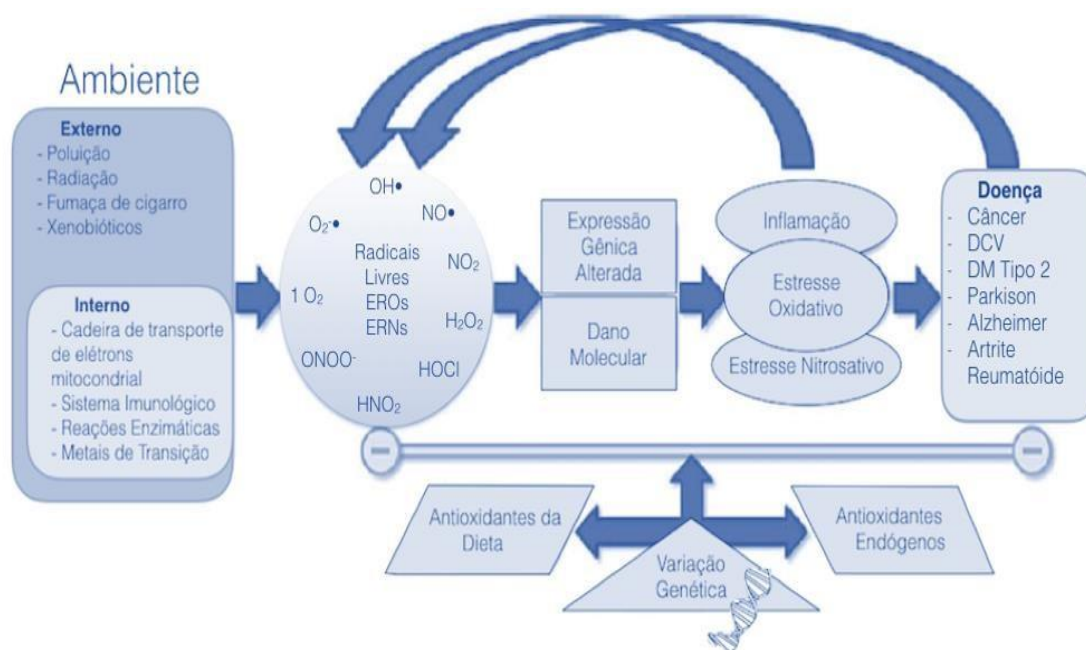 Ambiente
Externo
- Poluição
- Radiação
- Fumaça de cigarro
- Xenobióticos
Interno
- Cadeira de transporte
de elétrons
mitocondrial
- Sistema Imunológico
- Reações Enzimáticas
- Metais de Transição
OH•
O₂⁻•
NO•
Radicais
Livres
EROs
ERNs
NO₂
1 O₂
H₂O₂
ONOO⁻
HOCl
HNO₂
Expressão
Gênica
Alterada
Dano
Molecular
Inflamação
Estresse
Oxidativo
Estresse Nitrosativo
Doença
- Câncer
- DCV
- DM Tipo 2
- Parkison
- Alzheimer
- Artrite
Reumatóide
Antioxidantes da
Dieta
Variação
Genética
Antioxidantes
Endógenos